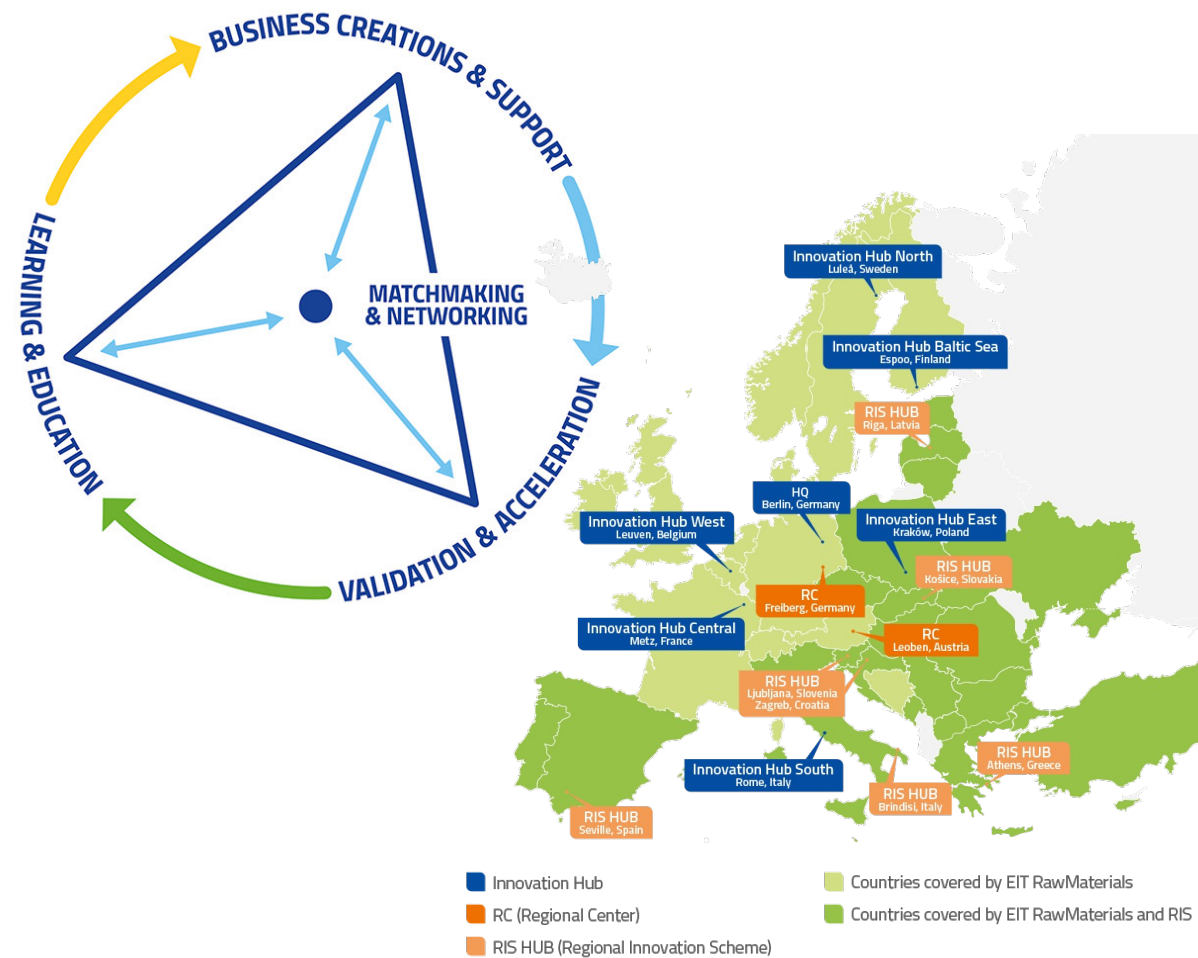 BUSINESS CREATIONS & SUPPORT
LEARNING & EDUCATION
MATCHMAKING
& NETWORKING
VALIDATION & ACCELERATION
Innovation Hub North
Luleå, Sweden
Innovation Hub Baltic Sea
Espoo, Finland
RIS HUB
Riga, Latvia
HQ
Berlin, Germany
Innovation Hub West
Leuven, Belgium
Innovation Hub East
Kraków, Poland
RIS HUB
Košice, Slovakia
RC
Freiberg, Germany
Innovation Hub Central
Metz, France
RC
Leoben, Austria
RIS HUB
Ljubljana, Slovenia
Zagreb, Croatia
Innovation Hub South
Rome, Italy
RIS HUB
Athens, Greece
RIS HUB
Brindisi, Italy
RIS HUB
Seville, Spain
Innovation Hub
RC (Regional Center)
RIS HUB (Regional Innovation Scheme)
Countries covered by EIT RawMaterials
Countries covered by EIT RawMaterials and RIS